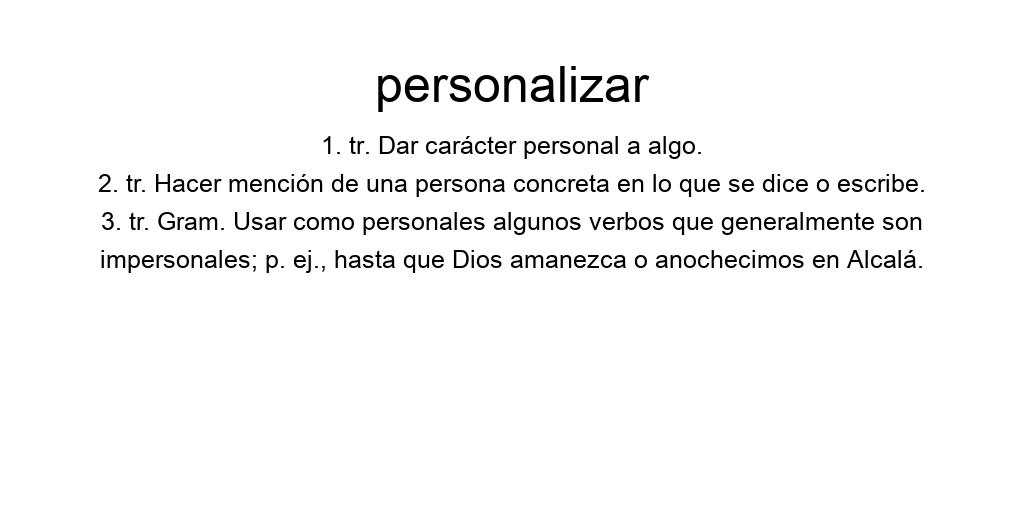 personalizar
1. tr. Dar carácter personal a algo.
2. tr. Hacer mención de una persona concreta en lo que se dice o escribe.
3. tr. Gram. Usar como personales algunos verbos que generalmente son
impersonales; p. ej., hasta que Dios amanezca o anochecimos en Alcalá.